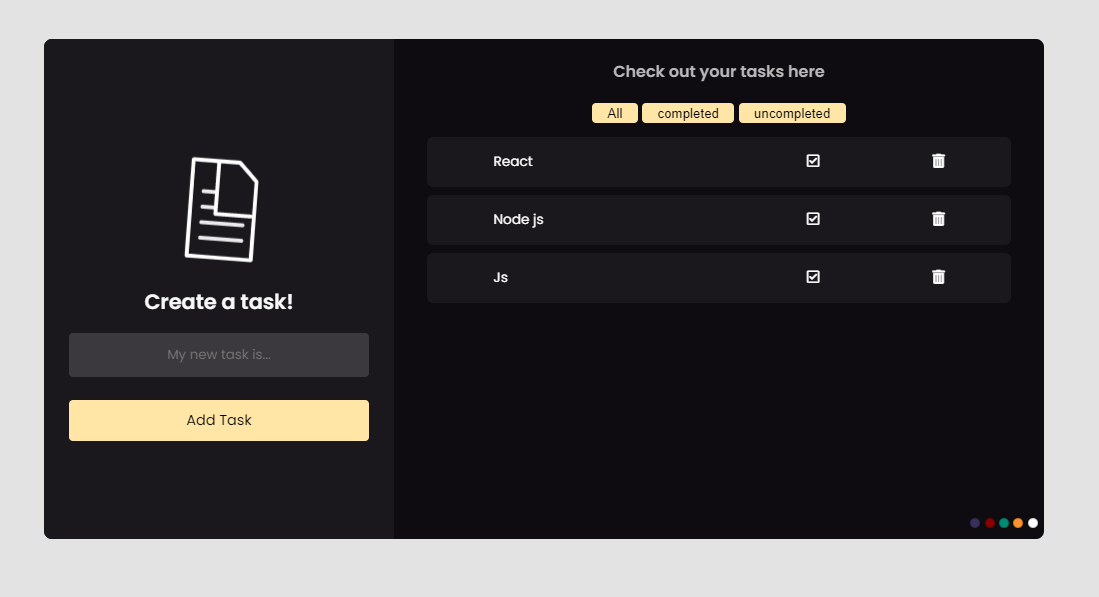 Check out your tasks here
All completed uncompleted
React
Node js
Js
Create a task!
My new task is...
Add Task